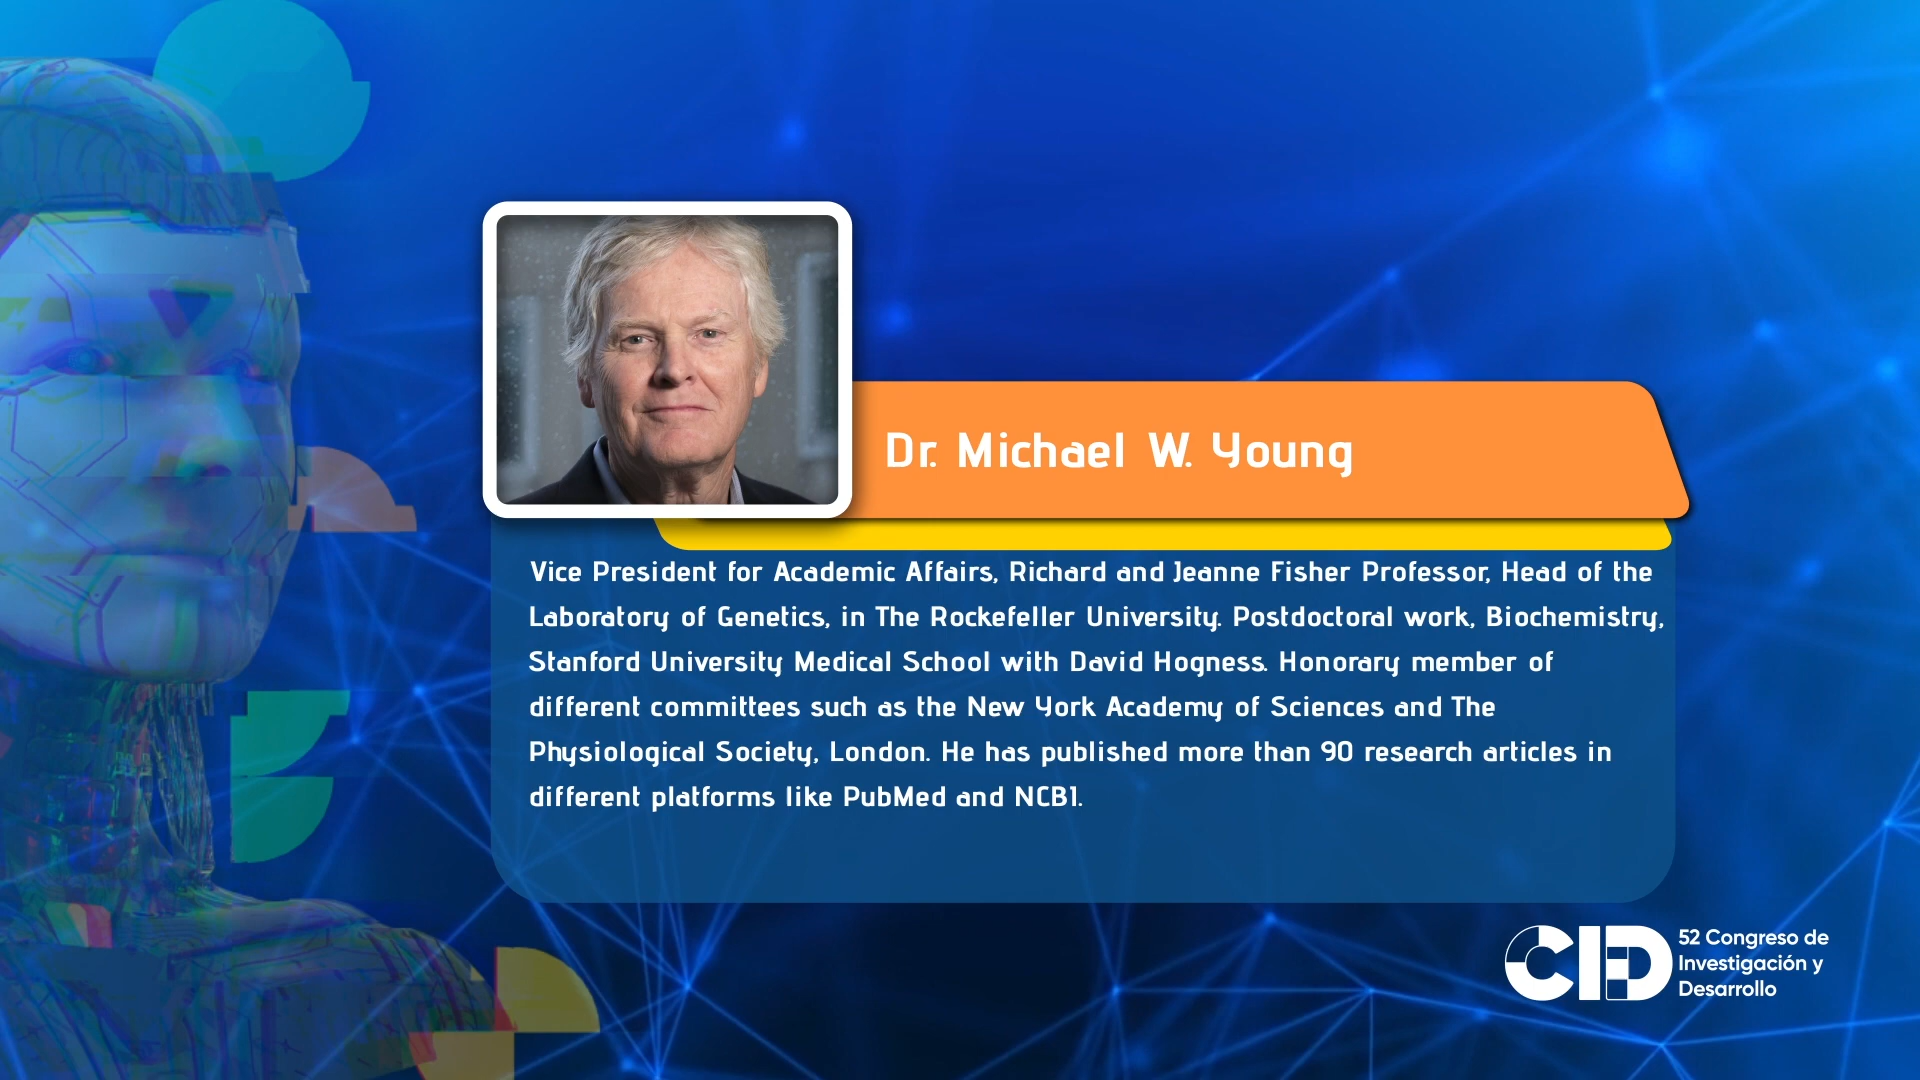 Dr. Michael W. Young
Vice President for Academic Affairs, Richard and Jeanne Fisher Professor, Head of the
Laboratory of Genetics, in The Rockefeller University. Postdoctoral work, Biochemistry,
Stanford University Medical School with David Hogness. Honorary member of
different committees such as the New York Academy of Sciences and The
Physiological Society, London. He has published more than 90 research articles in
different platforms like PubMed and NCBI.
CID
52 Congreso de
Investigación y
Desarrollo